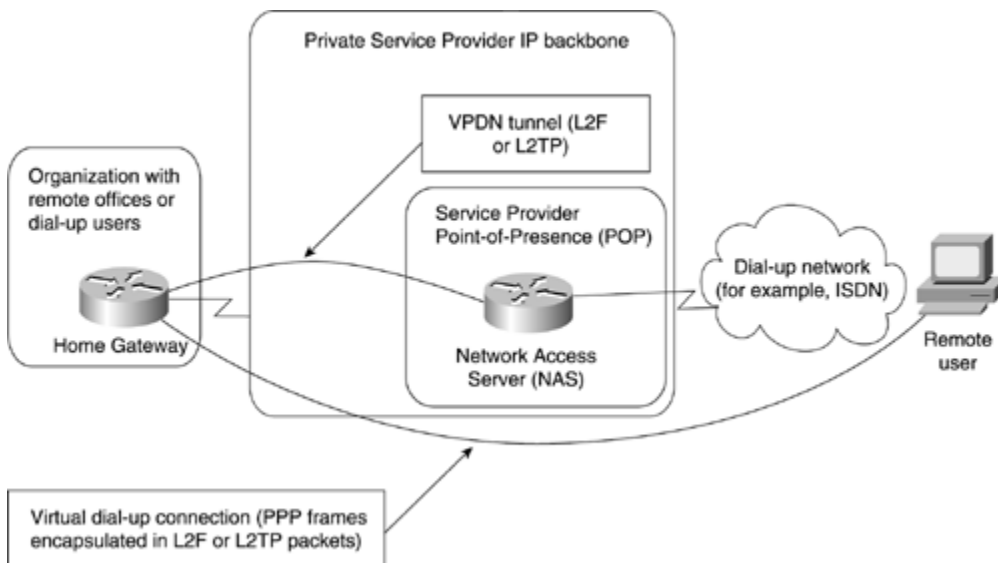 Private Service Provider IP backbone
VPDN tunnel (L2F
or L2TP)
Organization with
remote offices or
dial-up users
Service Provider
Point-of-Presence (POP)
Dial-up network
(for example, ISDN)
Home Gateway
Network Access
Server (NAS)
Remote
user
Virtual dial-up connection (PPP frames
encapsulated in L2F or L2TP packets)